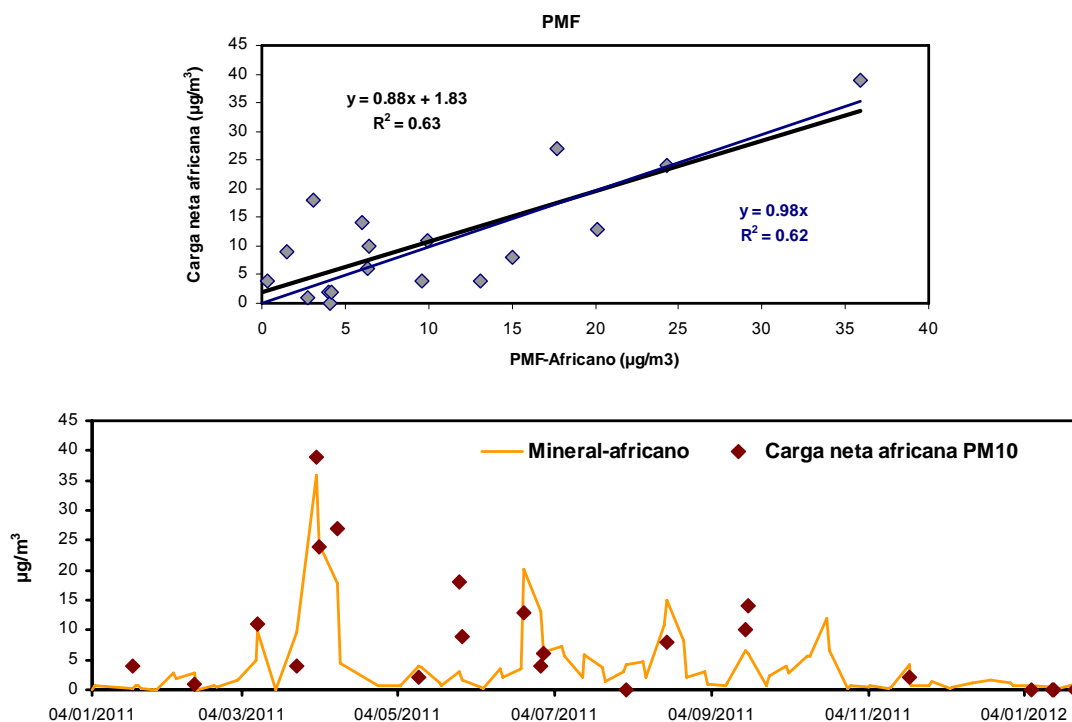 PMF
45
40
35
30
25
20
15
10
5
0
Carga neta africana (µg/m³)
y = 0.88x + 1.83
R² = 0.63
y = 0.98x
R² = 0.62
0 5 10 15 20 25 30 35 40
PMF-Africano (µg/m3)
45
40
35
30
25
20
15
10
5
0
µg/m³
Mineral-africano Carga neta africana PM10
04/01/2011 04/03/2011 04/05/2011 04/07/2011 04/09/2011 04/11/2011 04/01/2012